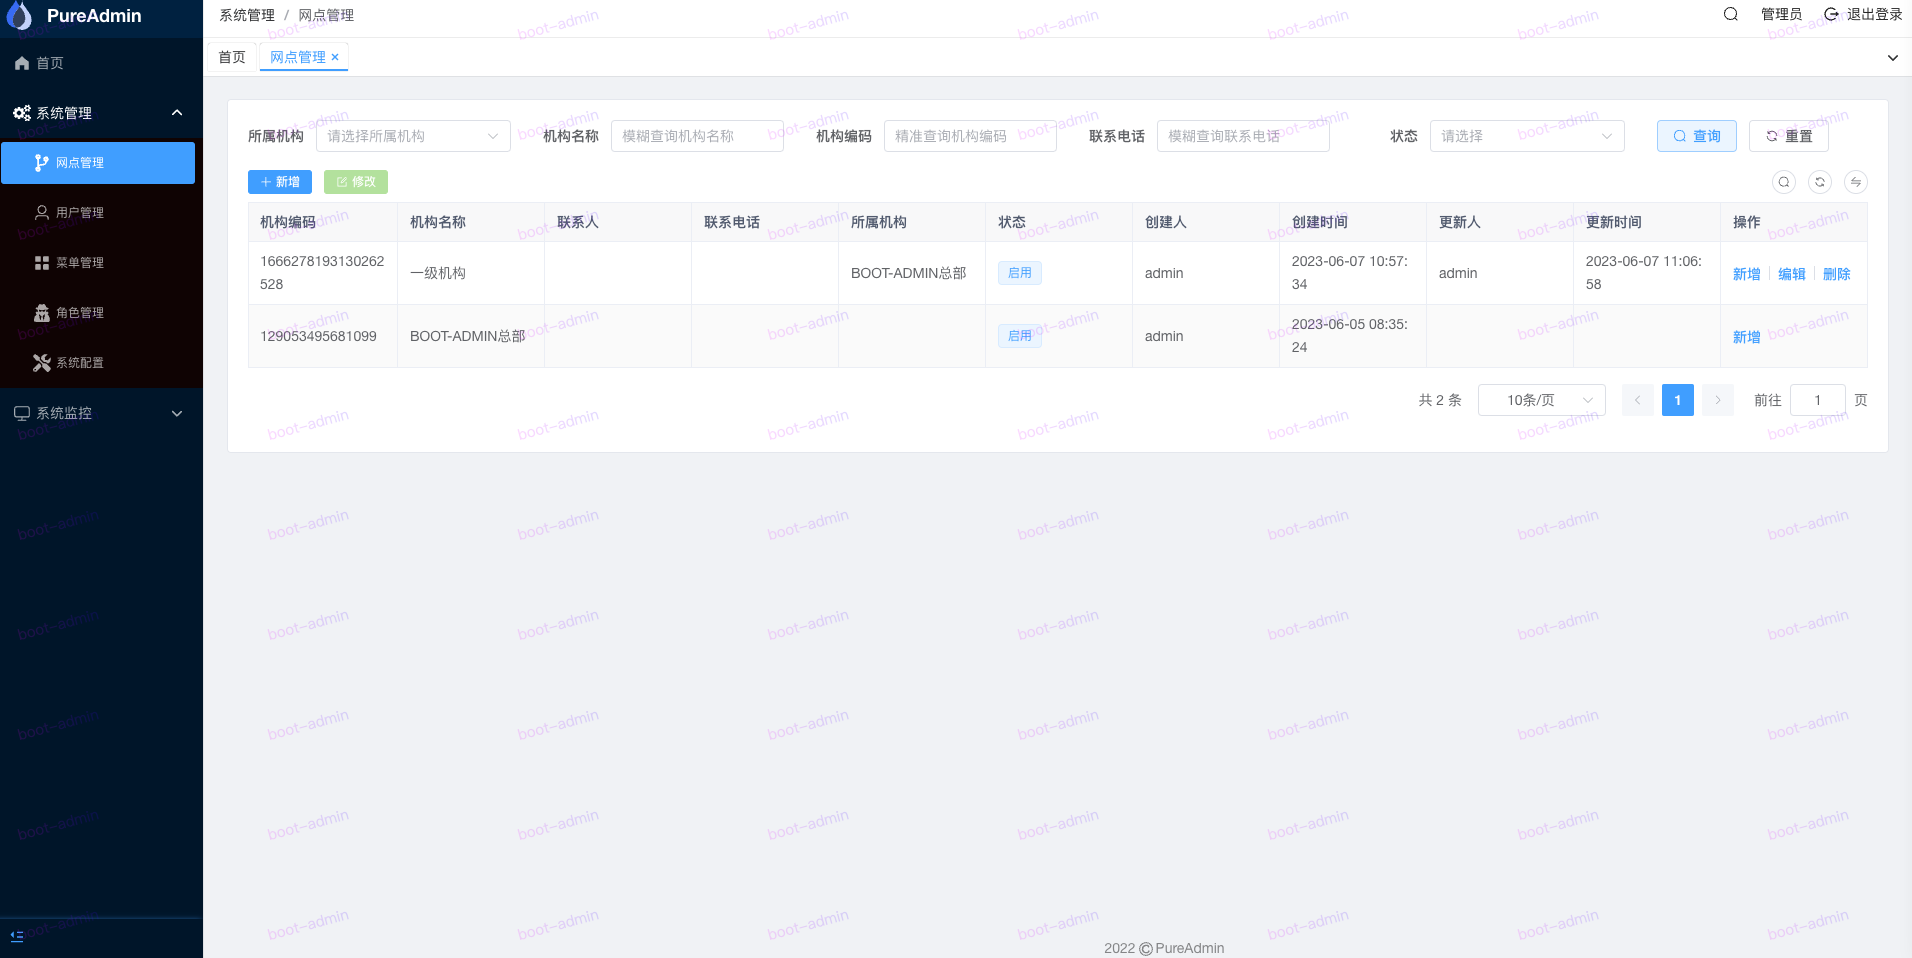 PureAdmin
系统管理 / 网点管理
管理员
退出登录
首页
网点管理 ×
首页
系统管理
网点管理
用户管理
菜单管理
角色管理
系统配置
系统监控
所属机构 请选择所属机构 机构名称 模糊查询机构名称 机构编码 精准查询机构编码 联系电话 模糊查询联系电话 状态 请选择 查询 重置
新增 修改
机构编码 机构名称 联系人 联系电话 所属机构 状态 创建人 创建时间 更新人 更新时间 操作
1666278193130262
528
一级机构
BOOT-ADMIN总部
启用
admin
2023-06-07 10:57:
34
admin
2023-06-07 11:06:
58
新增 编辑 删除
129053495681099
BOOT-ADMIN总部
启用
admin
2023-06-05 08:35:
24
新增
共 2 条 10条/页 1 前往 1 页
2022 © PureAdmin
boot-admin